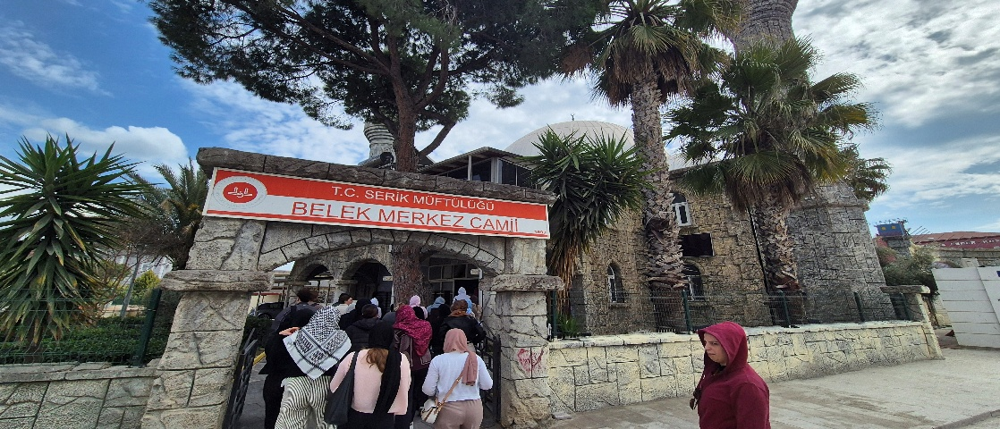 T.C. SERİK MÜFTÜLÜĞÜ
BELEK MERKEZ CAMİİ